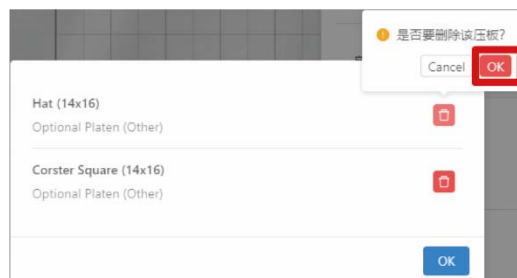 是否要删除该压板?
Cancel OK
Hat (14x16)
Optional Platen (Other)
Corster Square (14x16)
Optional Platen (Other)
OK